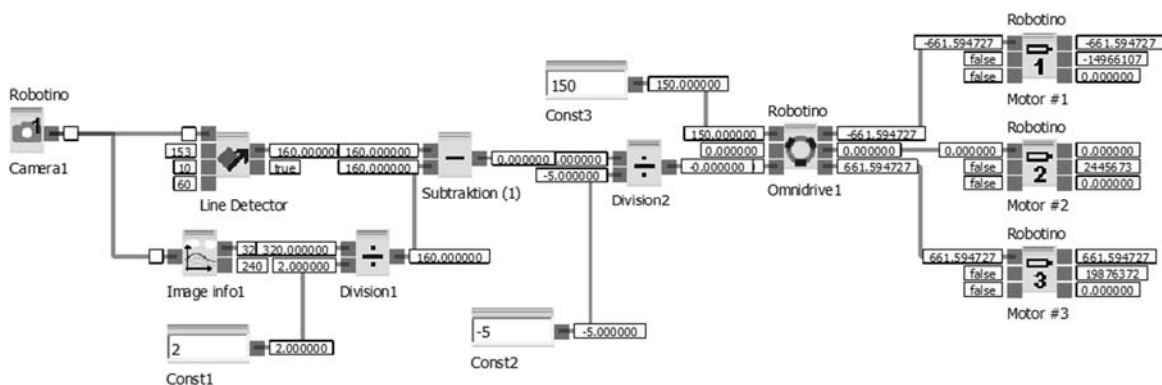 Robotino
1
Camera1
153
10
60
160.000000
true
Line Detector
160.000000
160.000000
Subtraktion (1)
320.000000
240
2.000000
Image info1
Division1
160.000000
2
2.000000
Const1
150
150.000000
Const3
0.000000
-5.000000
Division2
-0.000000
-5
-5.000000
Const2
Robotino
150.000000
0.000000
-661.594727
0.000000
661.594727
Omnidrive1
Robotino
-661.594727
false
false
1
-661.594727
-14966107
0.000000
Motor #1
Robotino
0.000000
false
false
2
0.000000
2445673
0.000000
Motor #2
Robotino
661.594727
false
false
3
661.594727
19876372
0.000000
Motor #3